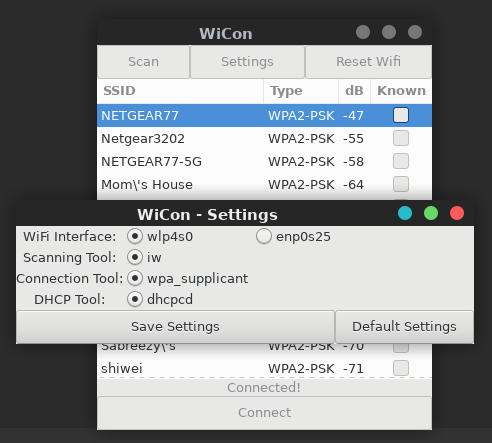 WiCon
Scan Settings Reset Wifi
SSID Type dB Known
NETGEAR77 WPA2-PSK -47
Netgear3202 WPA2-PSK -55
NETGEAR77-5G WPA2-PSK -58
Mom\'s House WPA2-PSK -64
WiCon - Settings
WiFi Interface: wlp4s0 enp0s25
Scanning Tool: iw
Connection Tool: wpa_supplicant
DHCP Tool: dhcpcd
Save Settings Default Settings
Sabreezy\'s WPA2-PSK -70
shiwei WPA2-PSK -71
Connected!
Connect